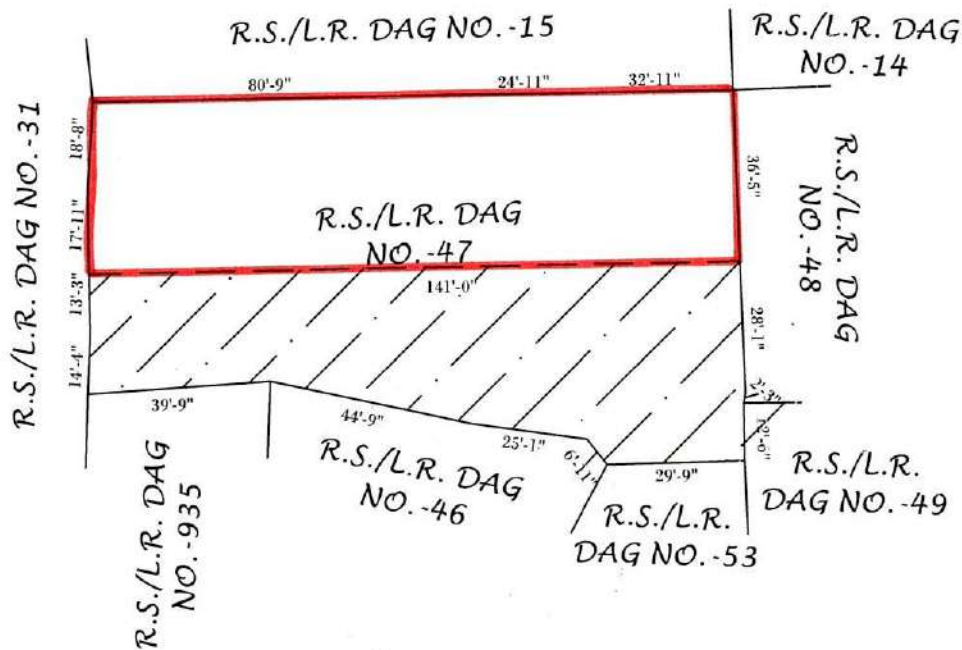 R.S./L.R. DAG NO.-15
R.S./L.R. DAG
NO.-14
80'-9"
24'-11"
32'-11"
R.S./L.R. DAG NO.-31
18'-8"
17'-11"
13'-3"
14'-4"
R.S./L.R. DAG
NO.-47
141'-0"
36'-5"
R.S./L.R. DAG
NO.-48
28'-1"
2'-3"
12'-6"
39'-9"
44'-9"
25'-1"
6'-11"
29'-9"
R.S./L.R. DAG
NO.-935
R.S./L.R. DAG
NO.-46
R.S./L.R.
DAG NO.-53
R.S./L.R.
DAG NO.-49